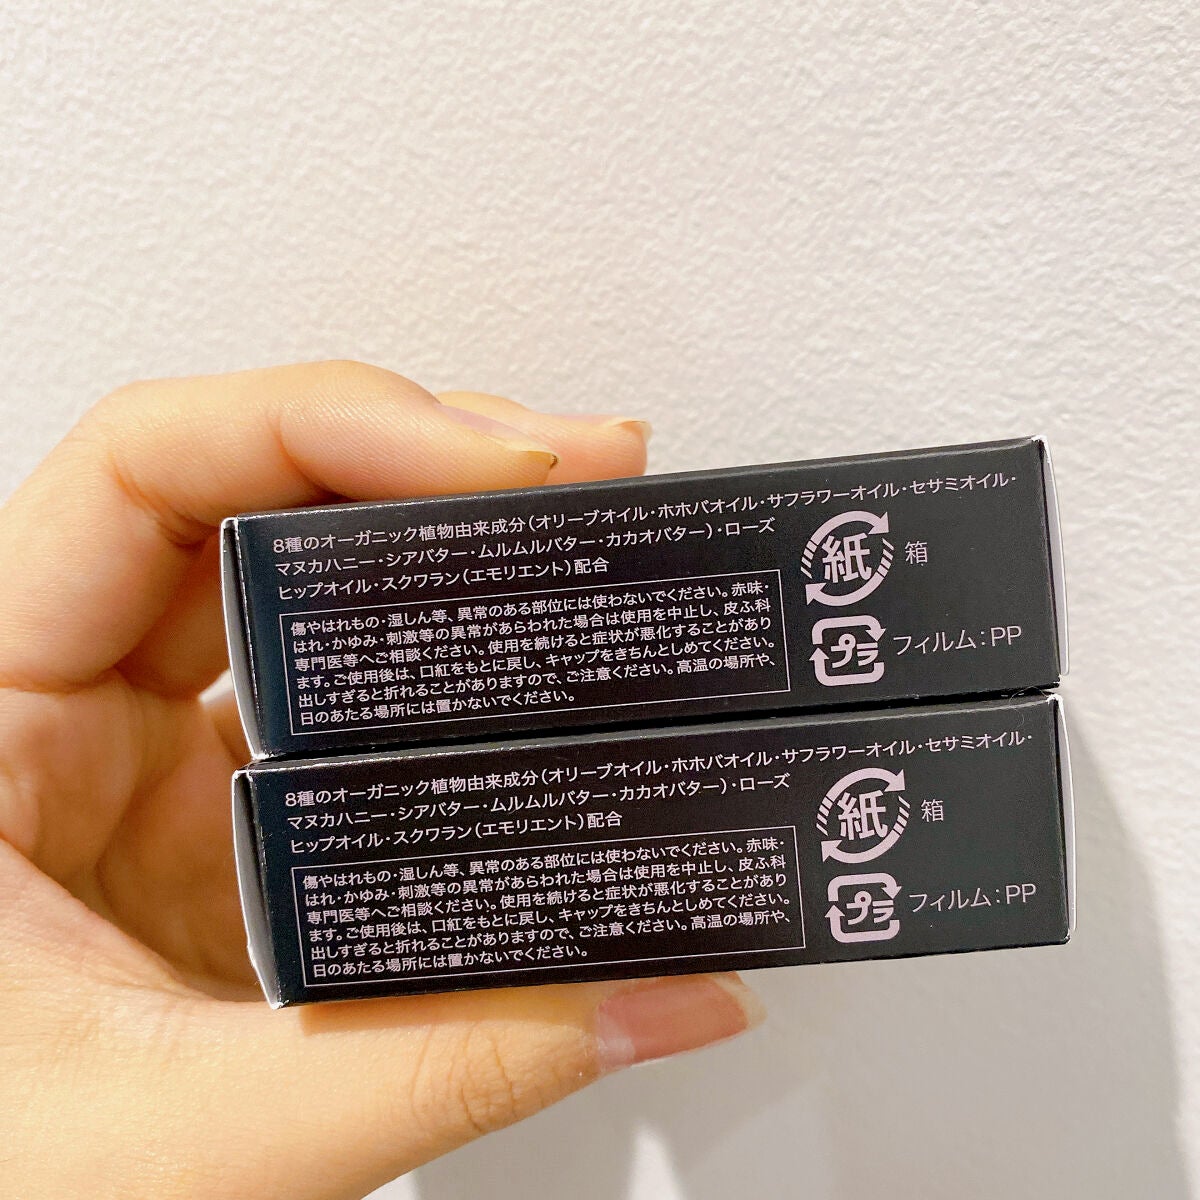 8種のオーガニック植物由来成分(オリーブオイル・ホホバオイル・サフラワーオイル・セサミオイル・
マヌカハニー・シアバター・ムルムルバター・カカオバター)・ローズ
ヒップオイル・スクワラン(エモリエント)配合
傷やはれもの・湿しん等、異常のある部位には使わないでください。赤味・
はれ・かゆみ・刺激等の異常があらわれた場合は使用を中止し、皮ふ科
専門医等へご相談ください。使用を続けると症状が悪化することがあり
ます。ご使用後は、口紅をもとに戻し、キャップをきちんとしめてください。
出しすぎると折れることがありますので、ご注意ください。高温の場所や、
日のあたる場所には置かないでください。
紙 箱
プラ フィルム:PP
8種のオーガニック植物由来成分(オリーブオイル・ホホバオイル・サフラワーオイル・セサミオイル・
マヌカハニー・シアバター・ムルムルバター・カカオバター)・ローズ
ヒップオイル・スクワラン(エモリエント)配合
傷やはれもの・湿しん等、異常のある部位には使わないでください。赤味・
はれ・かゆみ・刺激等の異常があらわれた場合は使用を中止し、皮ふ科
専門医等へご相談ください。使用を続けると症状が悪化することがあり
ます。ご使用後は、口紅をもとに戻し、キャップをきちんとしめてください。
出しすぎると折れることがありますので、ご注意ください。高温の場所や、
日のあたる場所には置かないでください。
紙 箱
プラ フィルム:PP